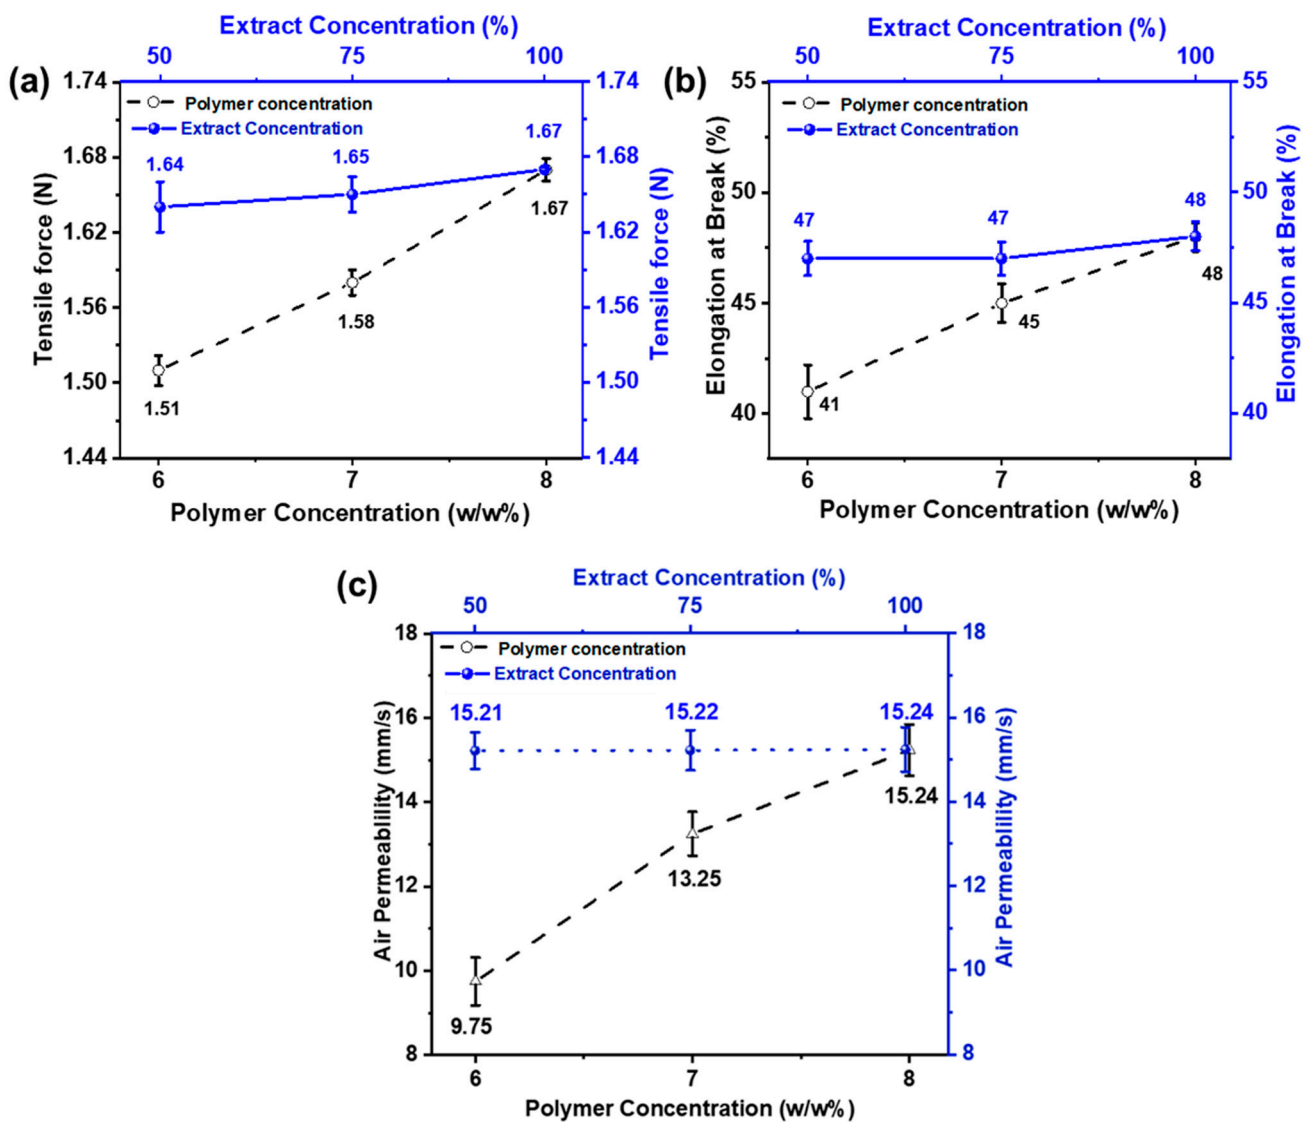 Extract Concentration (%)
50 75 100
(a)
1.74
1.68
1.62
1.56
1.50
1.44
Tensile force (N)
Polymer concentration
Extract Concentration
1.64
1.65
1.67
1.67
1.58
1.51
1.74
1.68
1.62
1.56
1.50
1.44
Tensile force (N)
6 7 8
Polymer Concentration (w/w%)
Extract Concentration (%)
50 75 100
(b)
55
50
45
40
Elongation at Break (%)
Polymer concentration
Extract Concentration
47
47
48
48
45
41
55
50
45
40
Elongation at Break (%)
6 7 8
Polymer Concentration (w/w%)
(c)
Extract Concentration (%)
50 75 100
18
16
14
12
10
8
Air Permeablility (mm/s)
Polymer concentration
Extract Concentration
15.21
15.22
15.24
15.24
13.25
9.75
18
16
14
12
10
8
Air Permeability (mm/s)
6 7 8
Polymer Concentration (w/w%)